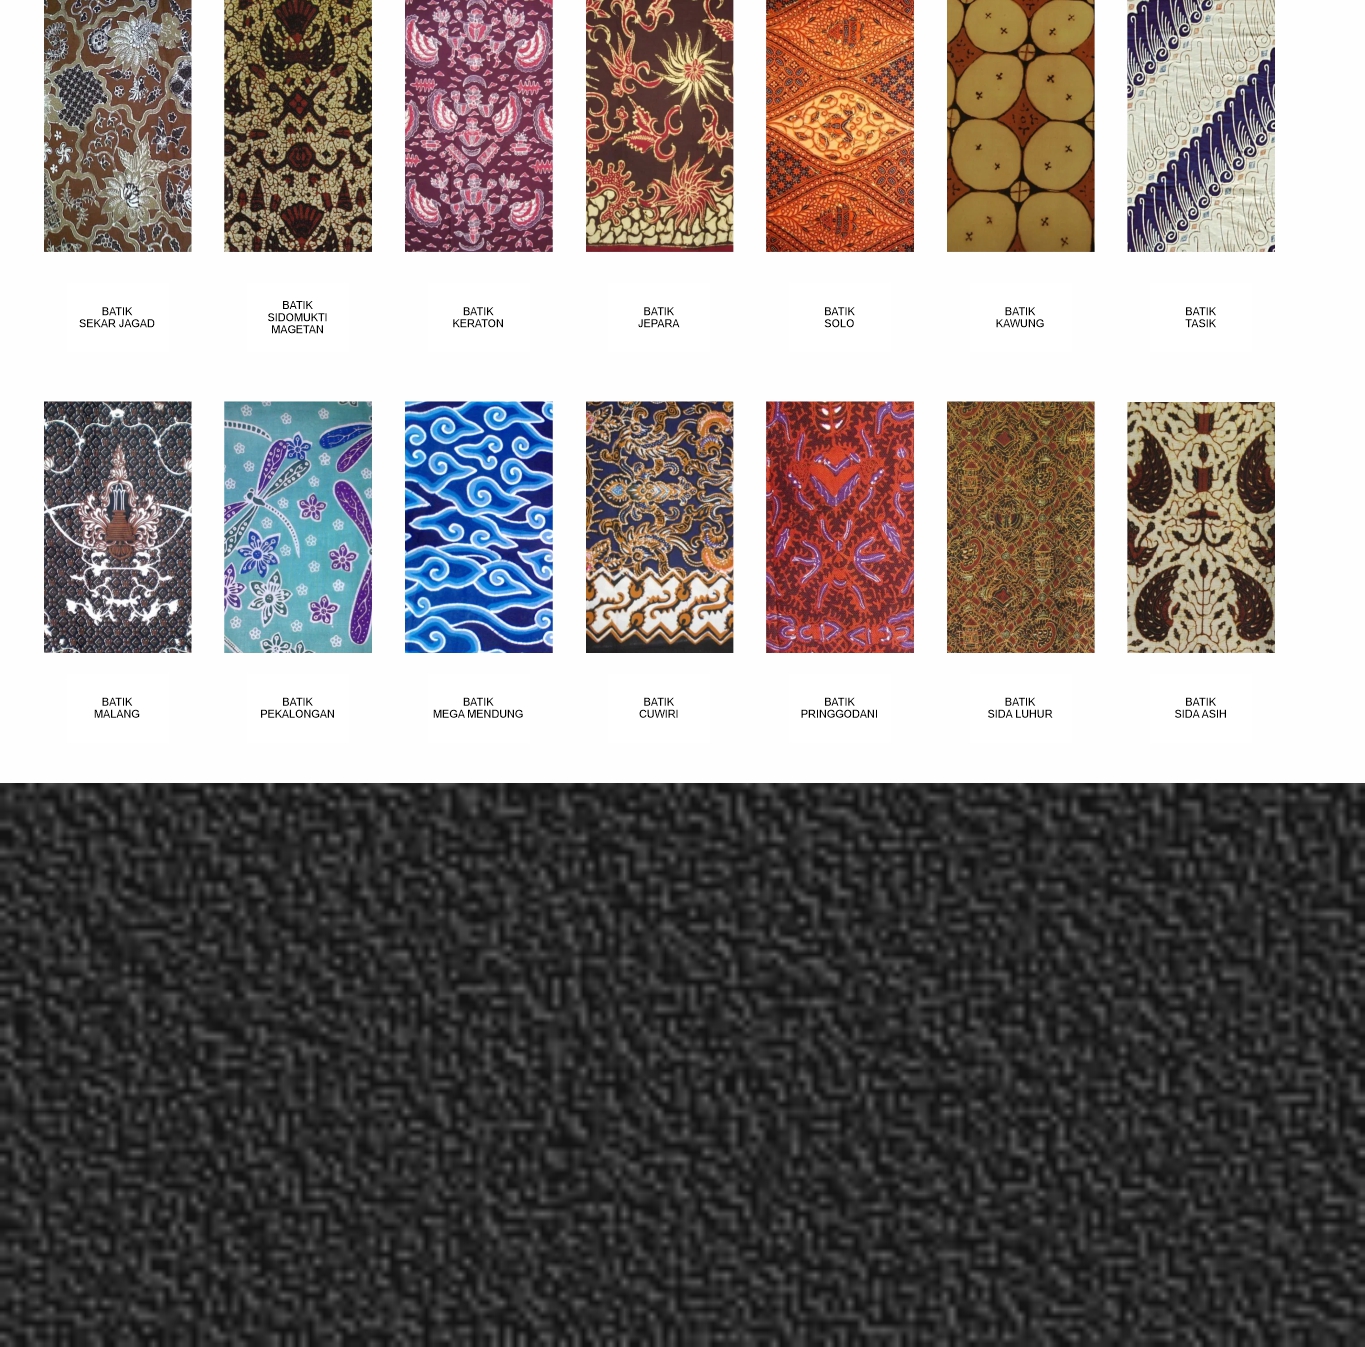 BATIK
SEKAR JAGAD
BATIK
SIDOMUKTI
MAGETAN
BATIK
KERATON
BATIK
JEPARA
BATIK
SOLO
BATIK
KAWUNG
BATIK
TASIK
BATIK
MALANG
BATIK
PEKALONGAN
BATIK
MEGA MENDUNG
BATIK
CUWIRI
BATIK
PRINGGODANI
BATIK
SIDA LUHUR
BATIK
SIDA ASIH